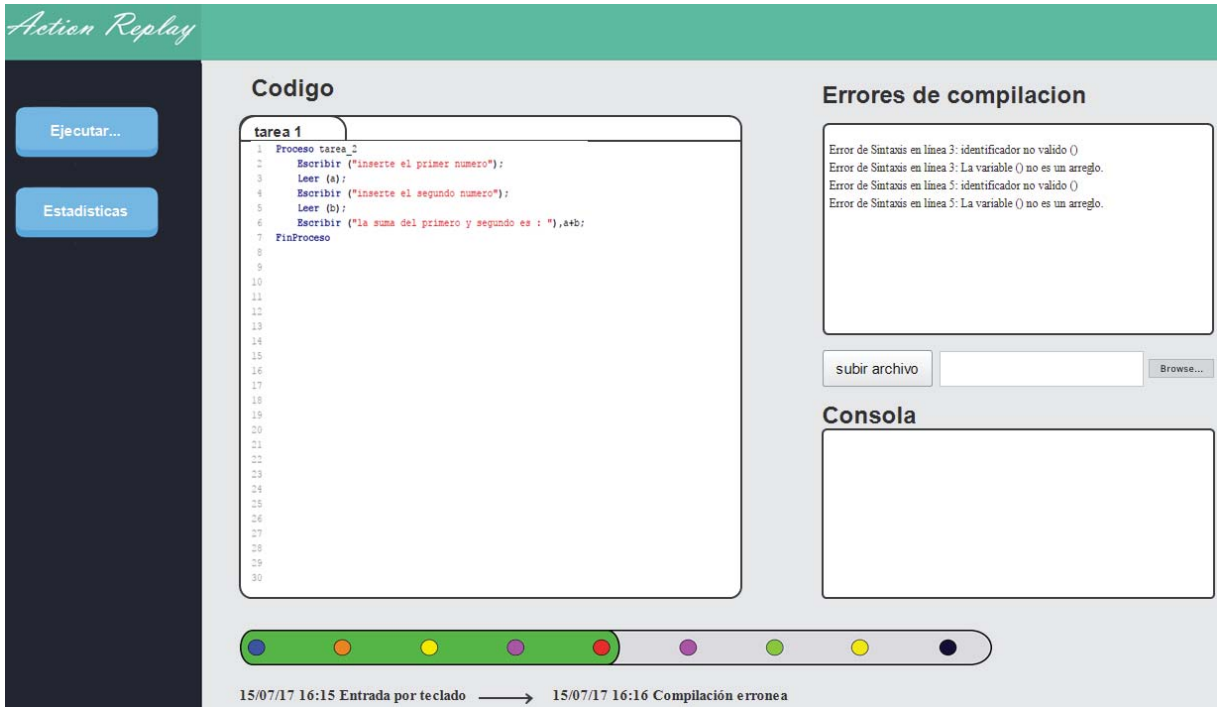 Action Replay
Ejecutar...
Estadisticas
Codigo
tarea 1
1 Proceso tarea_2
2 Escribir ("inserte el primer numero");
3 Leer (a);
4 Escribir ("inserte el segundo numero");
5 Leer (b);
6 Escribir ("la suma del primero y segundo es : "),a+b;
7 FinProceso
8
9
10
11
12
13
14
15
16
17
18
19
20
21
22
23
24
25
26
27
28
29
30
Errores de compilacion
Error de Sintaxis en línea 3: identificador no valido ()
Error de Sintaxis en línea 3: La variable () no es un arreglo.
Error de Sintaxis en línea 5: identificador no valido ()
Error de Sintaxis en línea 5: La variable () no es un arreglo.
subir archivo
Browse...
Consola
15/07/17 16:15 Entrada por teclado 15/07/17 16:16 Compilación erronea